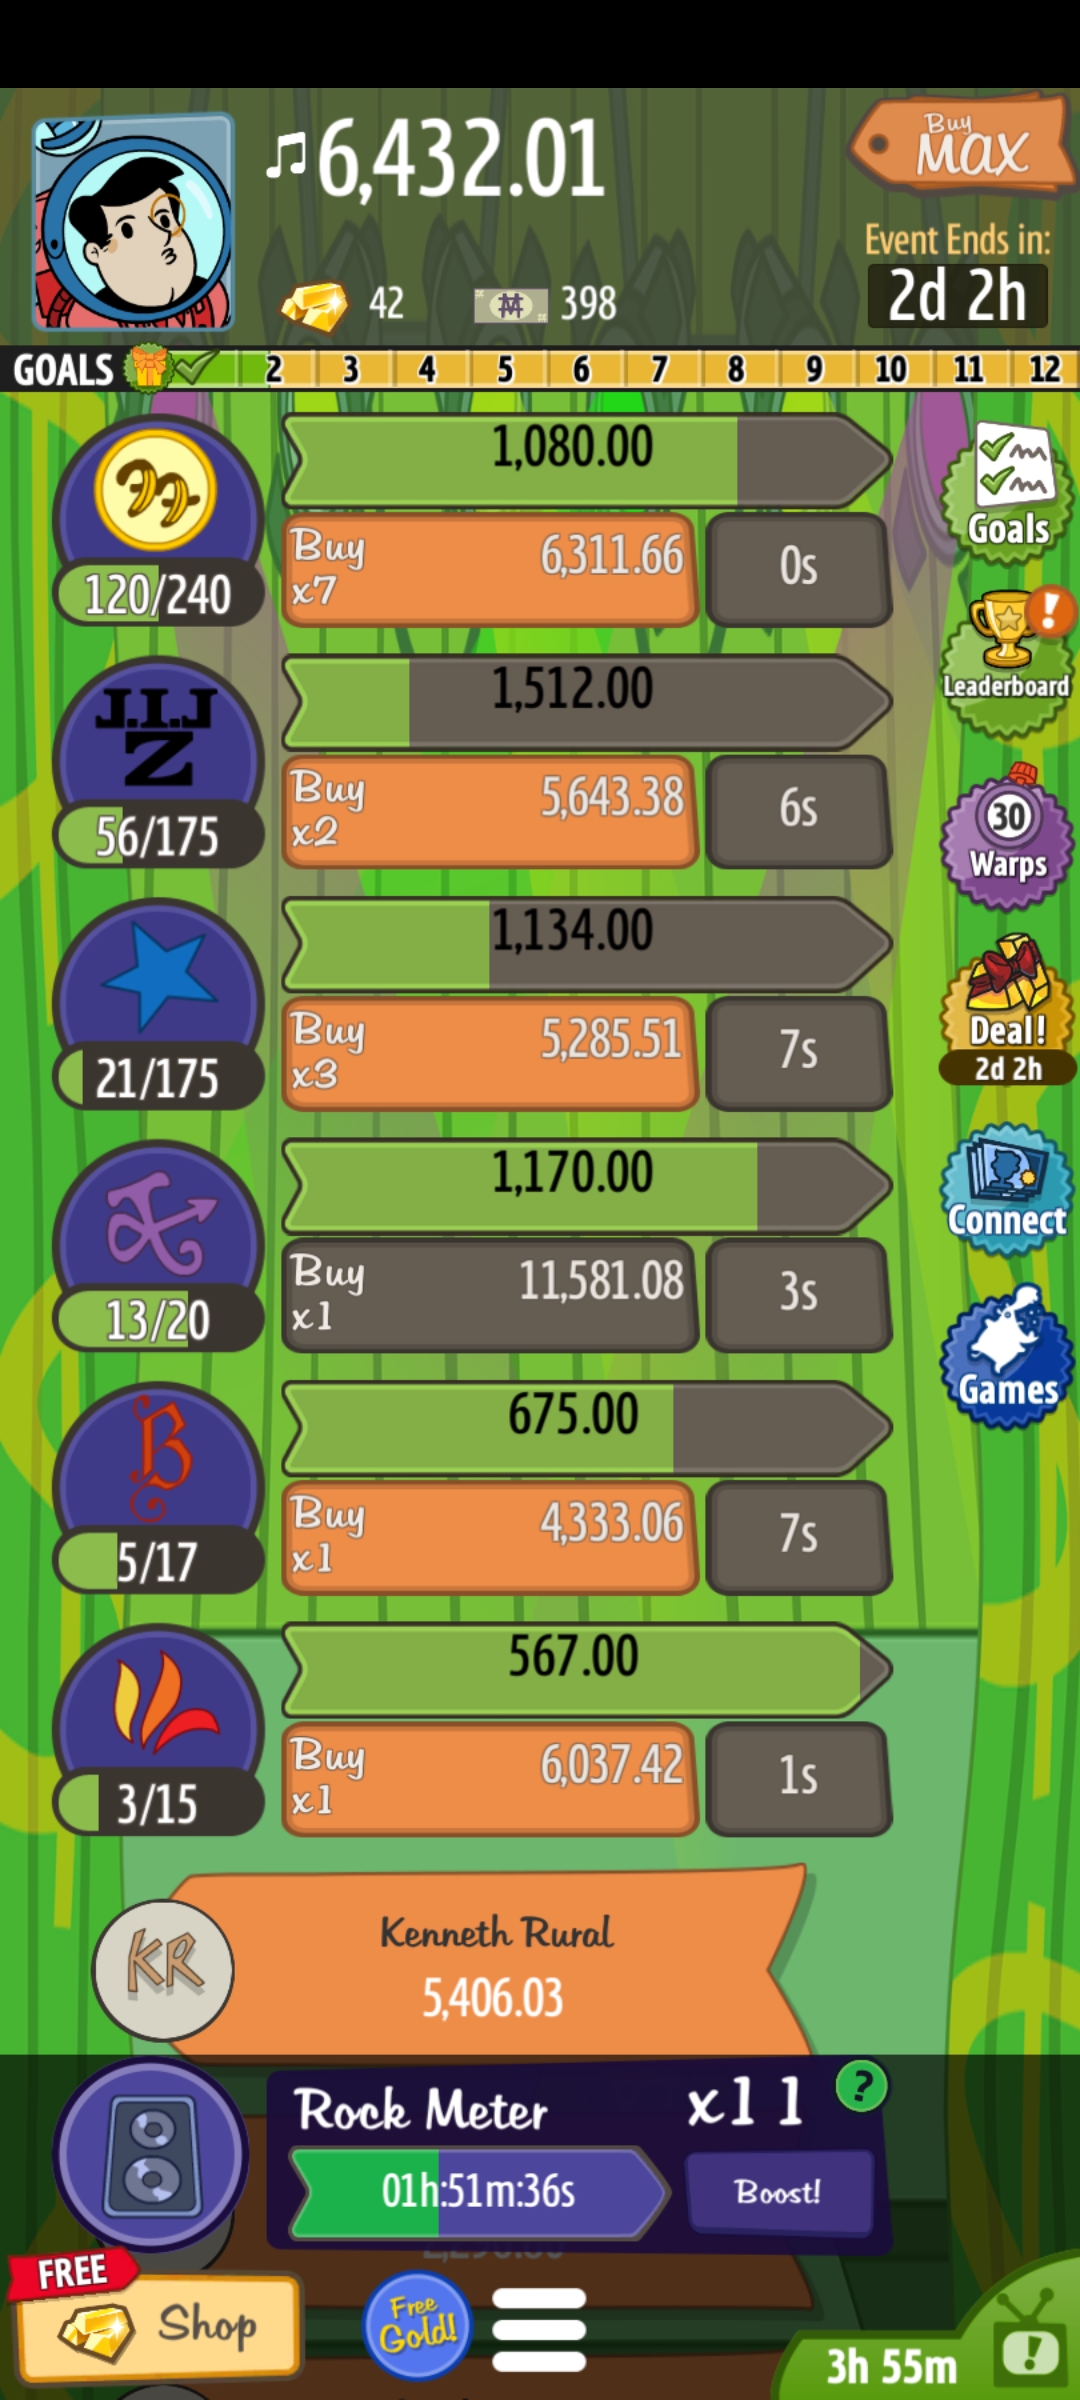 6,432.01
Buy
MAX
Event Ends in:
42
398
2d 2h
GOALS 2 3 4 5 6 7 8 9 10 11 12
1,080.00
Buy
x7
6,311.66
0s
120/240
Goals
J.I.J
Z
1,512.00
Buy
x2
5,643.38
6s
56/175
!
Leaderboard
1,134.00
Buy
x3
5,285.51
7s
21/175
30
Warps
Deal!
2d 2h
1,170.00
Buy
x1
11,581.08
3s
13/20
Connect
B
675.00
Buy
x1
4,333.06
7s
5/17
Games
567.00
Buy
x1
6,037.42
1s
3/15
KR
Kenneth Rural
5,406.03
Rock Meter
x11
?
01h:51m:36s
Boost!
FREE
Shop
Free
Gold!
3h 55m
!